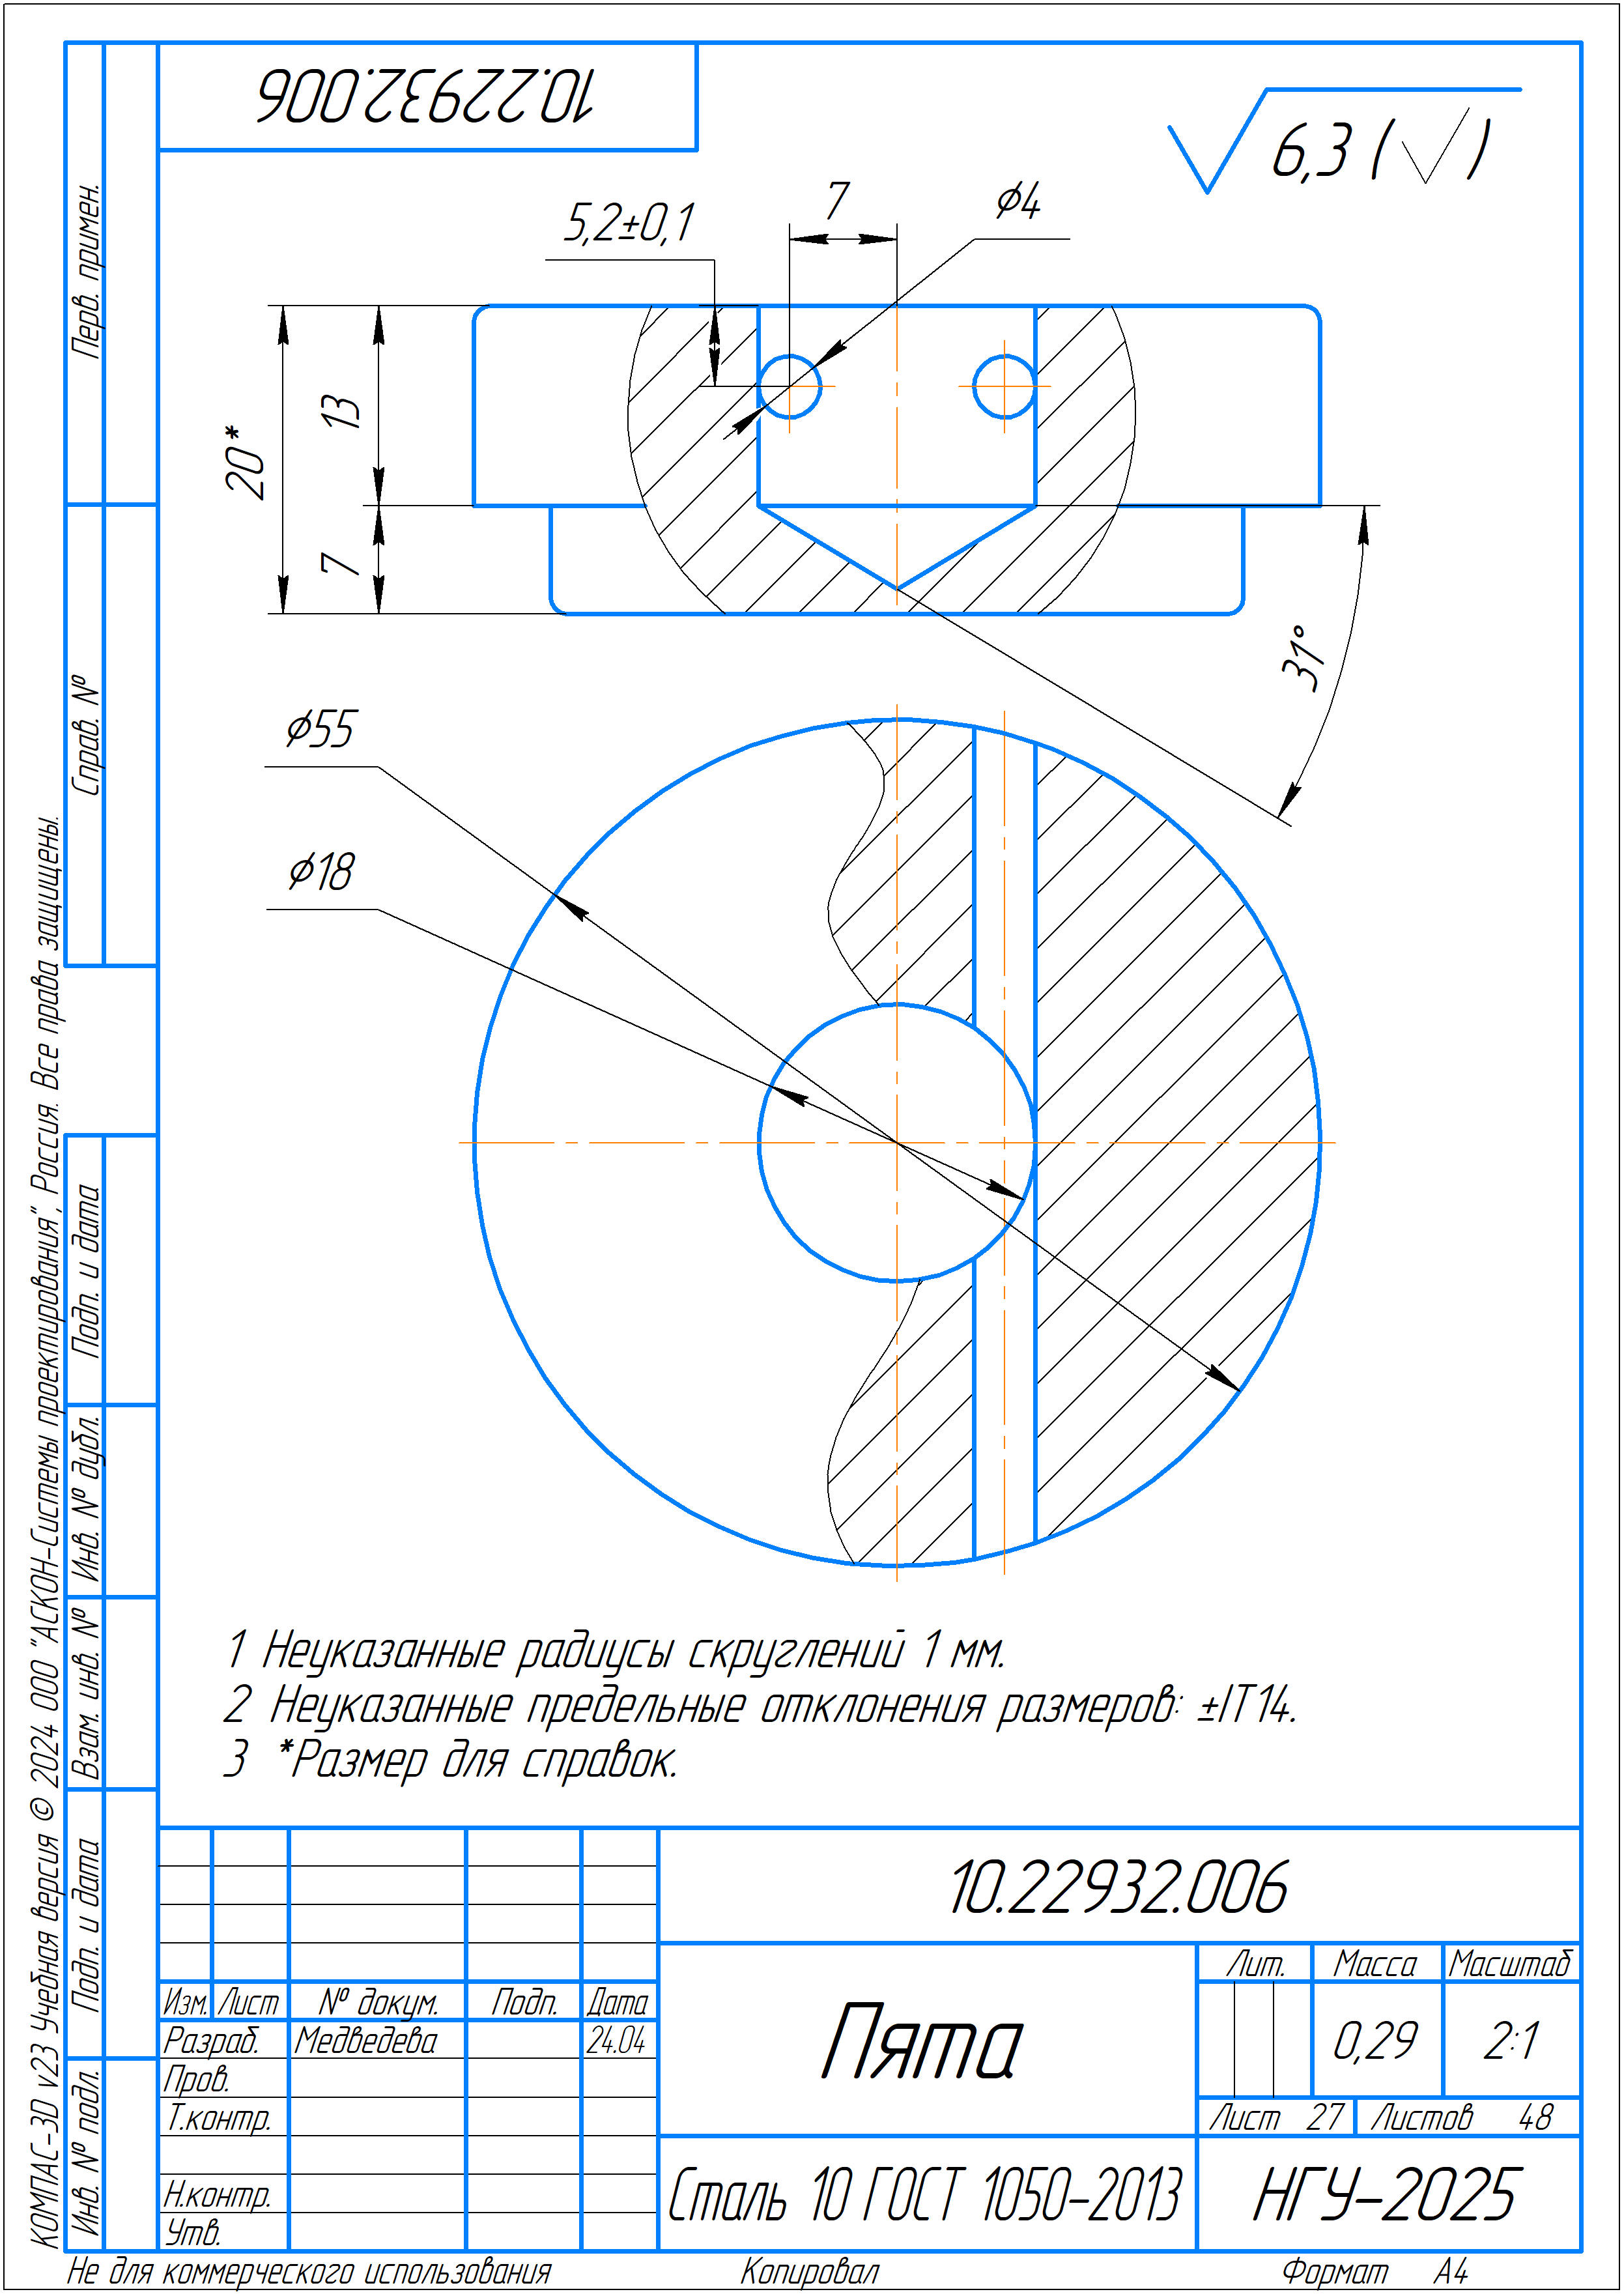 10.22932.006
6,3 (√)
5,2±0,1
7
⌀4
20*
13
7
31°
⌀55
⌀18
1 Неуказанные радиусы скруглений 1 мм.
2 Неуказанные предельные отклонения размеров: ±IT14.
3 *Размер для справок.
Перв. примен.
Справ. №
Подп. и дата
Инв. № дубл.
Взам. инв. №
Подп. и дата
Инв. № подл.
КОМПАС-3D v23 Учебная версия © 2024 ООО "АСКОН-Системы проектирования", Россия. Все права защищены.
10.22932.006
Изм. Лист № докум. Подп. Дата
Разраб. Медведева 24.04
Пров.
Т.контр.
Н.контр.
Утв.
Пята
Лит. Масса Масштаб
0,29 2:1
Лист 27 Листов 48
Сталь 10 ГОСТ 1050-2013
НГУ-2025
Не для коммерческого использования Копировал Формат А4